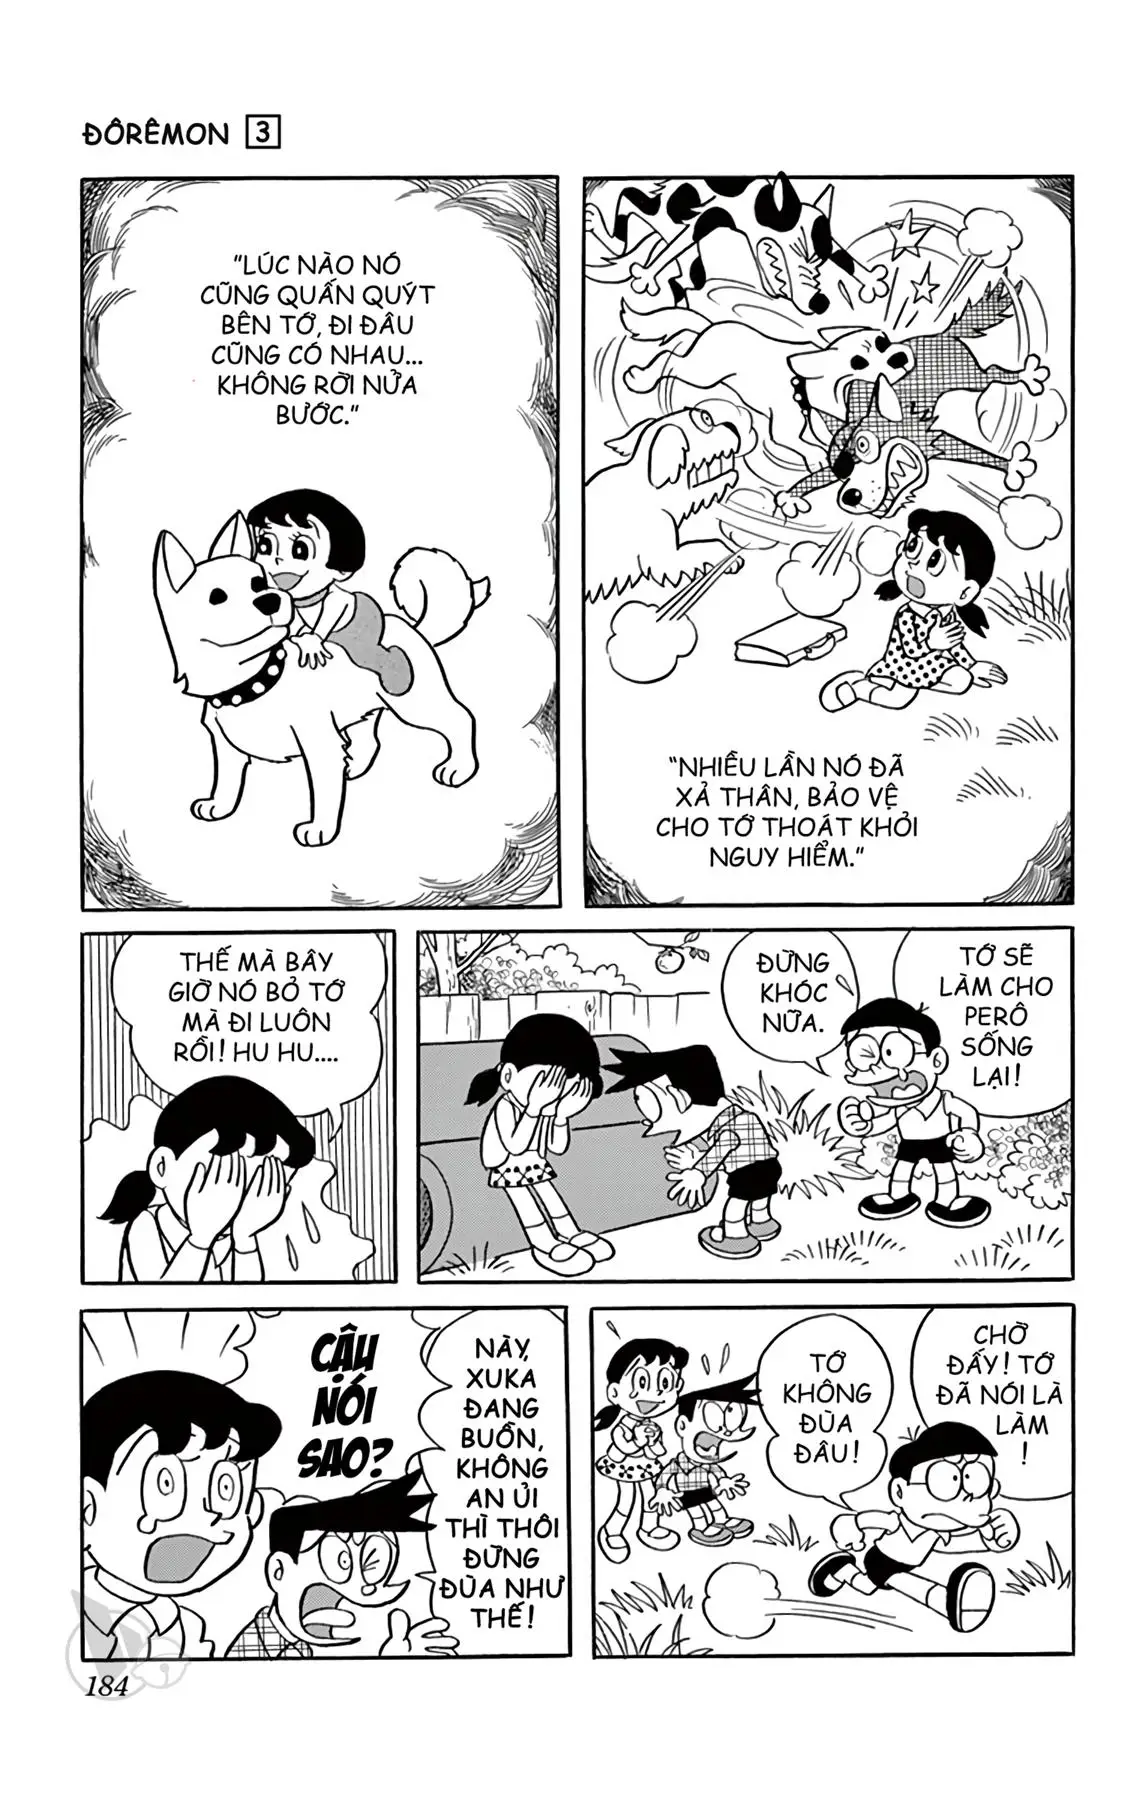 ĐÔRÊMON 3
"LÚC NÀO NÓ
CŨNG QUẤN QUÝT
BÊN TỚ, ĐI ĐÂU
CŨNG CÓ NHAU...
KHÔNG RỜI NỬA
BƯỚC."
"NHIỀU LẦN NÓ ĐÃ
XẢ THÂN, BẢO VỆ
CHO TỚ THOÁT KHỎI
NGUY HIỂM."
THẾ MÀ BÂY
GIỜ NÓ BỎ TỚ
MÀ ĐI LUÔN
RỒI! HU HU....
ĐỪNG
KHÓC
NỮA.
TỚ SẼ
LÀM CHO
PERÔ
SỐNG
LẠI!
CẬU
NÓI
SAO?
NÀY,
XUKA
ĐANG
BUỒN,
KHÔNG
AN ỦI
THÌ THÔI
ĐỪNG
ĐÙA NHƯ
THẾ!
TỚ
KHÔNG
ĐÙA
ĐÂU!
CHỜ
ĐẤY! TỚ
ĐÃ NÓI LÀ
LÀM
!
184